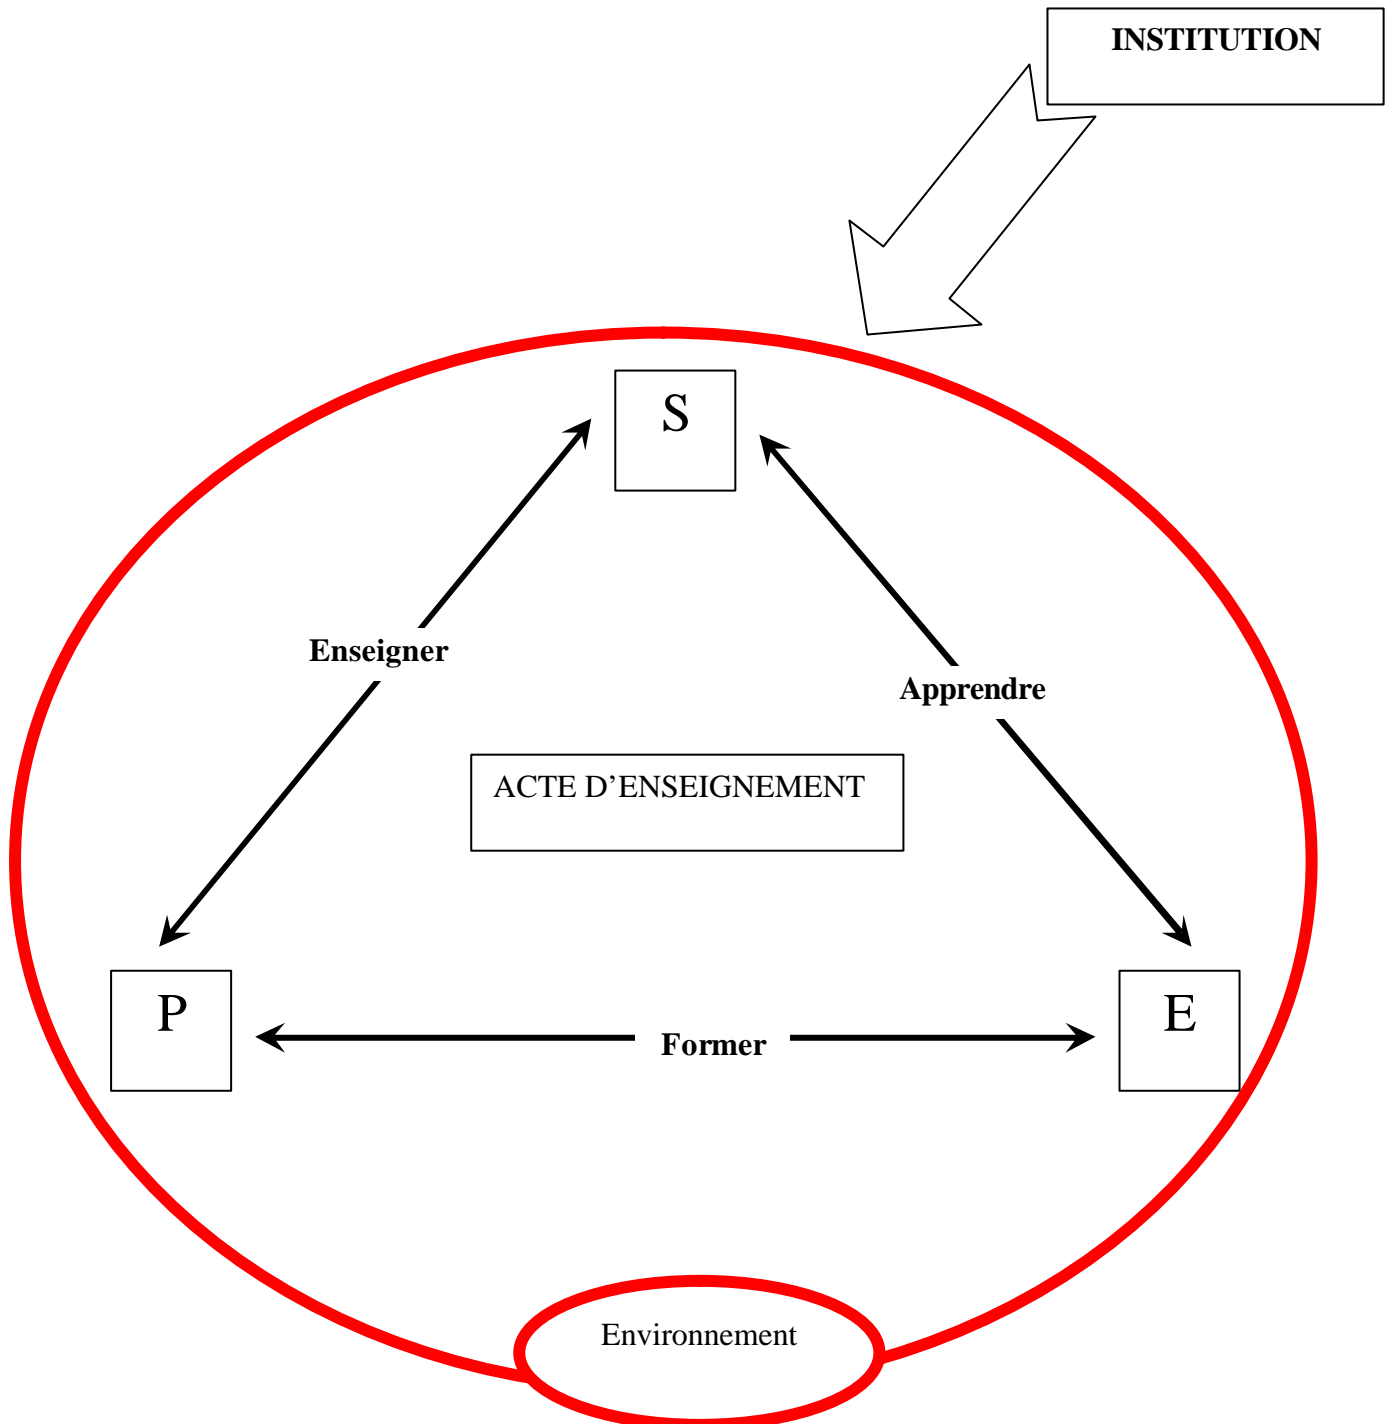 INSTITUTION
S
Enseigner
Apprendre
ACTE D’ENSEIGNEMENT
P
Former
E
Environnement